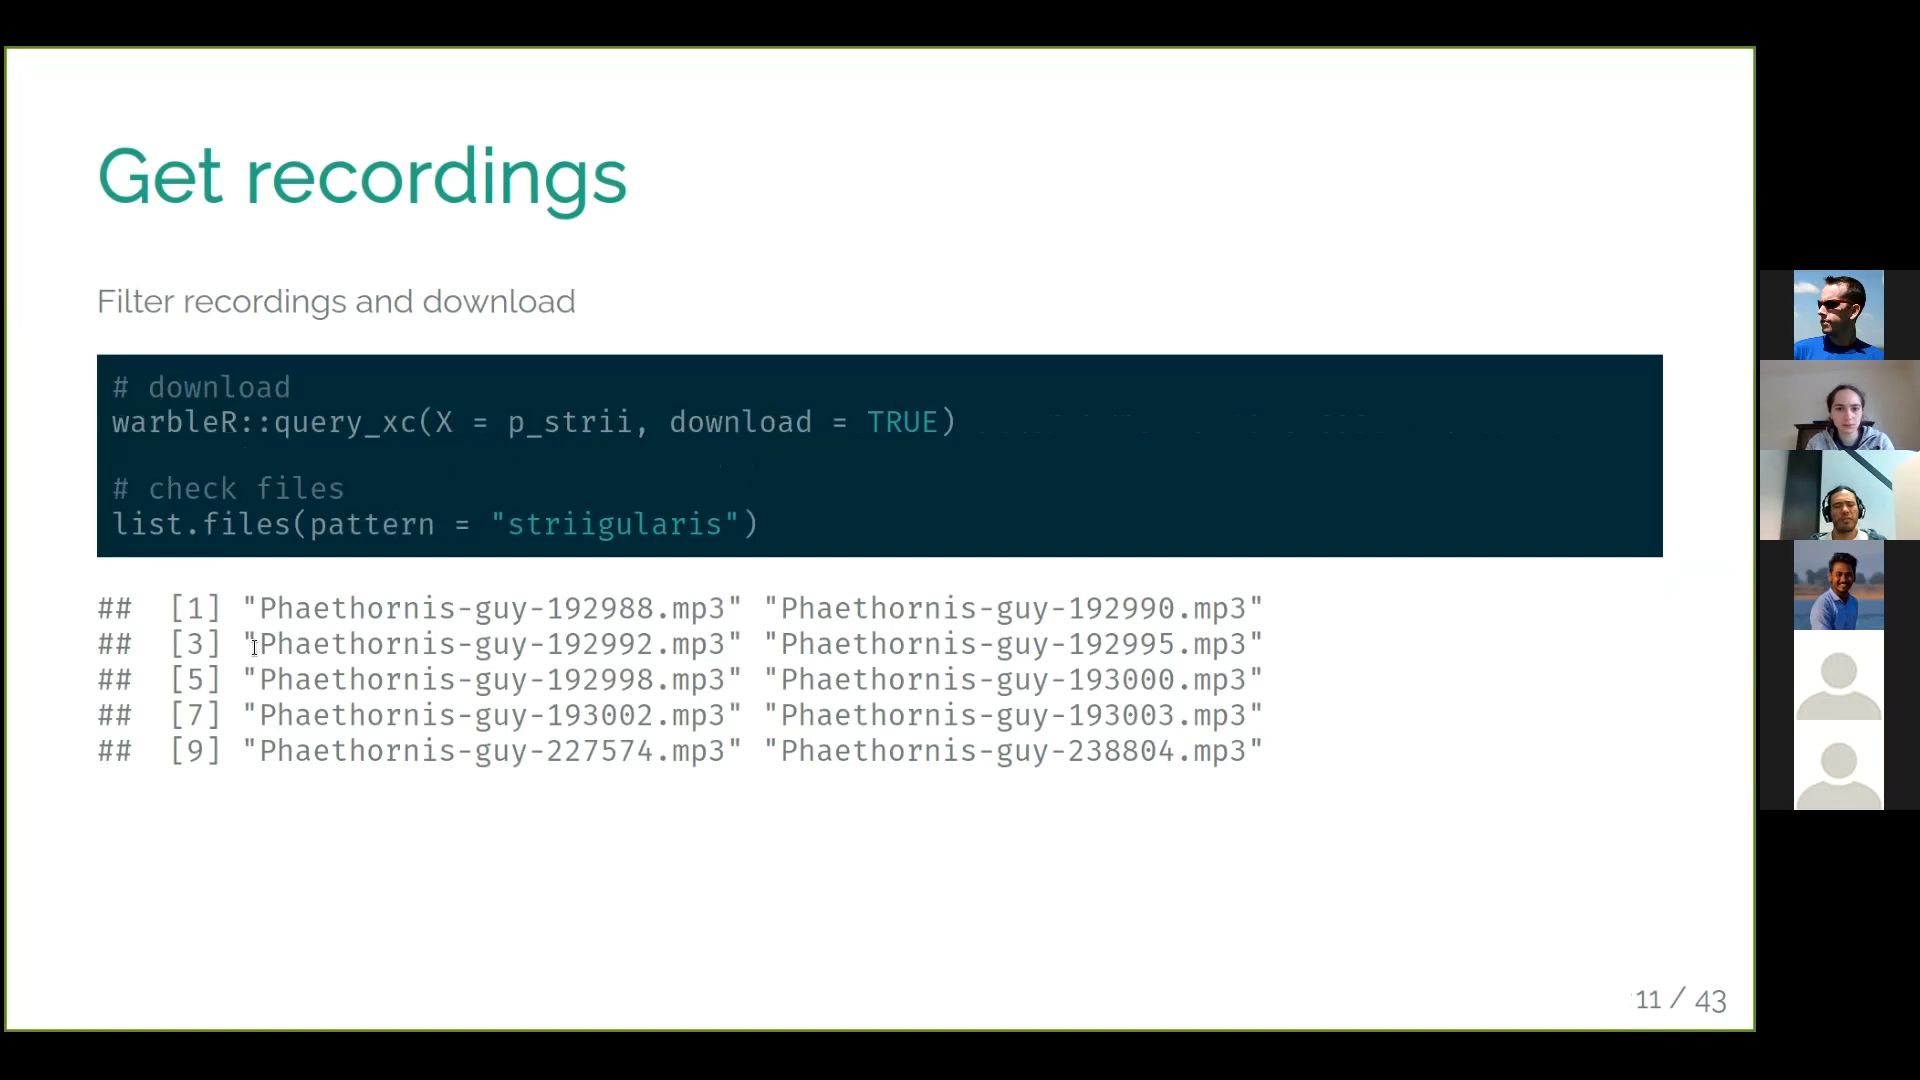 Get recordings
Filter recordings and download
# download
warbleR::query_xc(X = p_strii, download = TRUE)
# check files
list.files(pattern = "striigularis")
## [1] "Phaethornis-guy-192988.mp3" "Phaethornis-guy-192990.mp3"
## [3] "Phaethornis-guy-192992.mp3" "Phaethornis-guy-192995.mp3"
## [5] "Phaethornis-guy-192998.mp3" "Phaethornis-guy-193000.mp3"
## [7] "Phaethornis-guy-193002.mp3" "Phaethornis-guy-193003.mp3"
## [9] "Phaethornis-guy-227574.mp3" "Phaethornis-guy-238804.mp3"
11 / 43